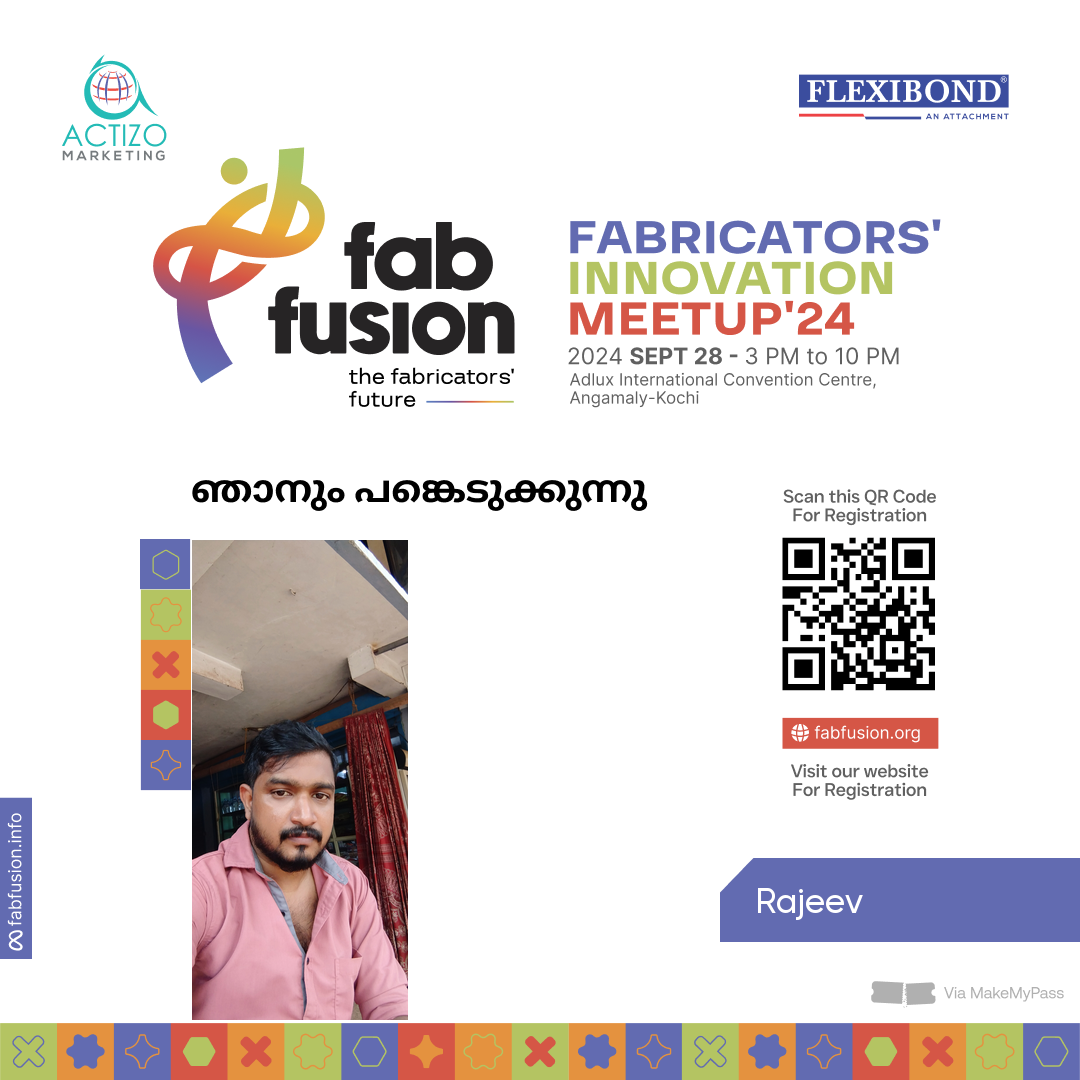 ACTIZO
MARKETING
FLEXIBOND®
AN ATTACHMENT
fab
fusion
the fabricators'
future
FABRICATORS'
INNOVATION
MEETUP'24
2024 SEPT 28 - 3 PM to 10 PM
Adlux International Convention Centre,
Angamaly-Kochi
ഞാനും പങ്കെടുക്കുന്നു
Scan this QR Code
For Registration
fabfusion.org
Visit our website
For Registration
fabfusion.info
Rajeev
Via MakeMyPass